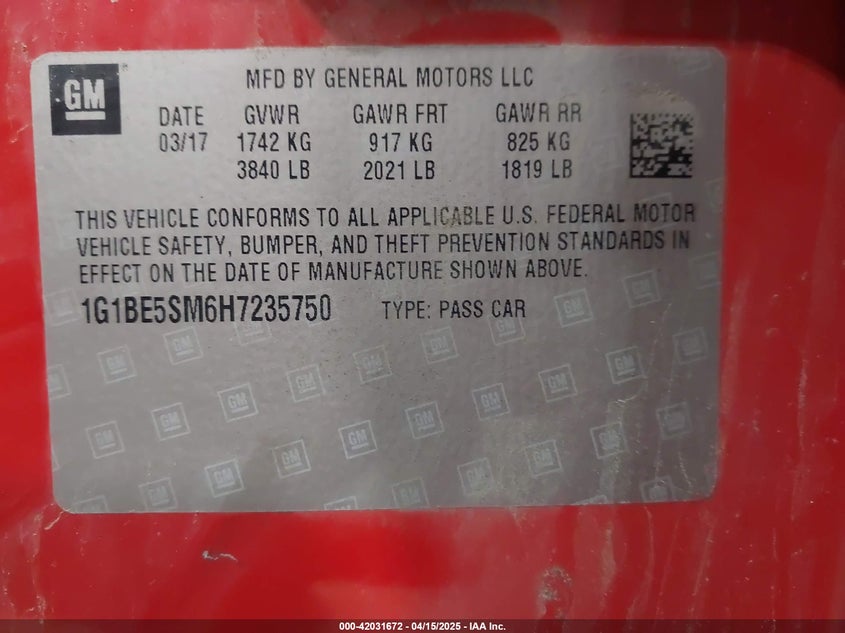 GM
MFD BY GENERAL MOTORS LLC
DATE GVWR GAWR FRT GAWR RR
03/17 1742 KG 917 KG 825 KG
3840 LB 2021 LB 1819 LB
THIS VEHICLE CONFORMS TO ALL APPLICABLE U.S. FEDERAL MOTOR
VEHICLE SAFETY, BUMPER, AND THEFT PREVENTION STANDARDS IN
EFFECT ON THE DATE OF MANUFACTURE SHOWN ABOVE.
1G1BE5SM6H7235750 TYPE: PASS CAR
000-42031672 - 04/15/2025 - IAA Inc.